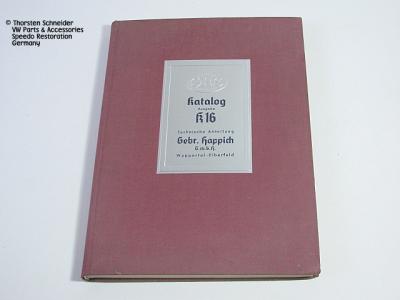 © Thorsten Schneider
VW Parts & Accessories
Speedo Restoration
Germany
Katalog
Ausgabe
K 16
Technische Abteilung
Gebr. Happich
G.m.b.H.
Wuppertal-Elberfeld